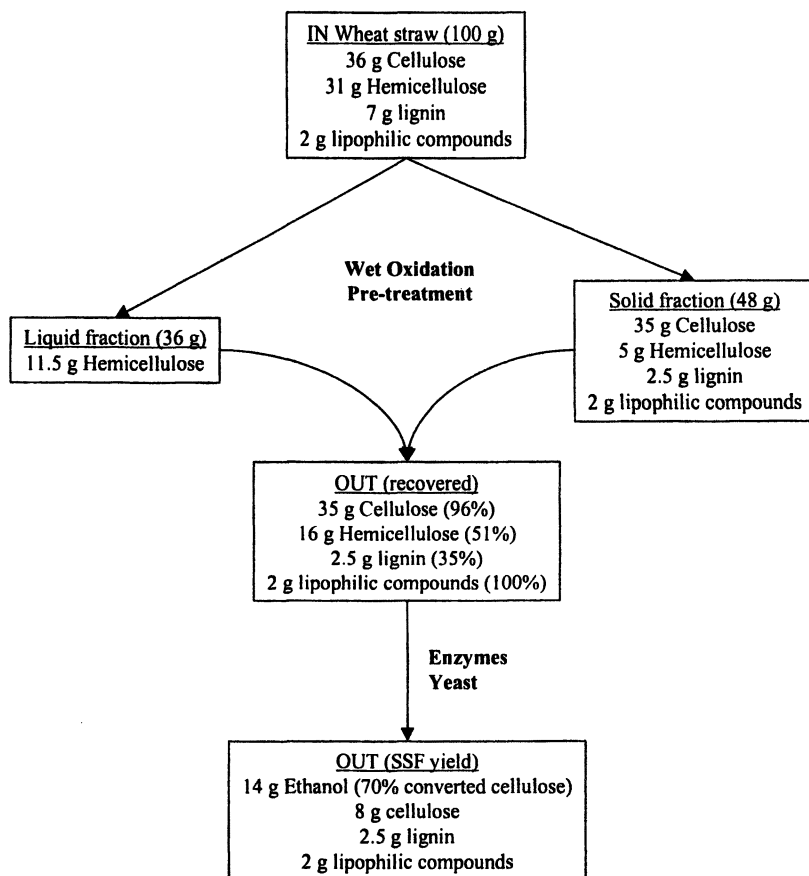 IN Wheat straw (100 g)
36 g Cellulose
31 g Hemicellulose
7 g lignin
2 g lipophilic compounds
Wet Oxidation
Pre-treatment
Liquid fraction (36 g)
11.5 g Hemicellulose
Solid fraction (48 g)
35 g Cellulose
5 g Hemicellulose
2.5 g lignin
2 g lipophilic compounds
OUT (recovered)
35 g Cellulose (96%)
16 g Hemicellulose (51%)
2.5 g lignin (35%)
2 g lipophilic compounds (100%)
Enzymes
Yeast
OUT (SSF yield)
14 g Ethanol (70% converted cellulose)
8 g cellulose
2.5 g lignin
2 g lipophilic compounds